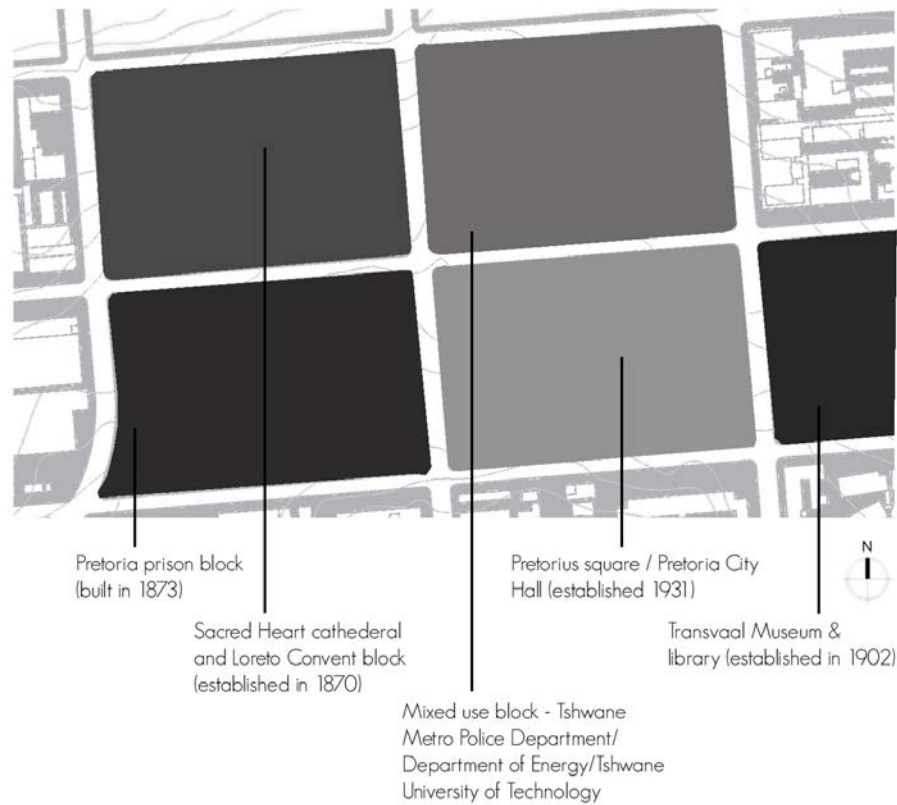 Pretoria prison block
(built in 1873)
Sacred Heart cathederal
and Loreto Convent block
(established in 1870)
Mixed use block - Tshwane
Metro Police Department/
Department of Energy/Tshwane
University of Technology
Pretorius square / Pretoria City
Hall (established 1931)
Transvaal Museum &
library (established in 1902)
N